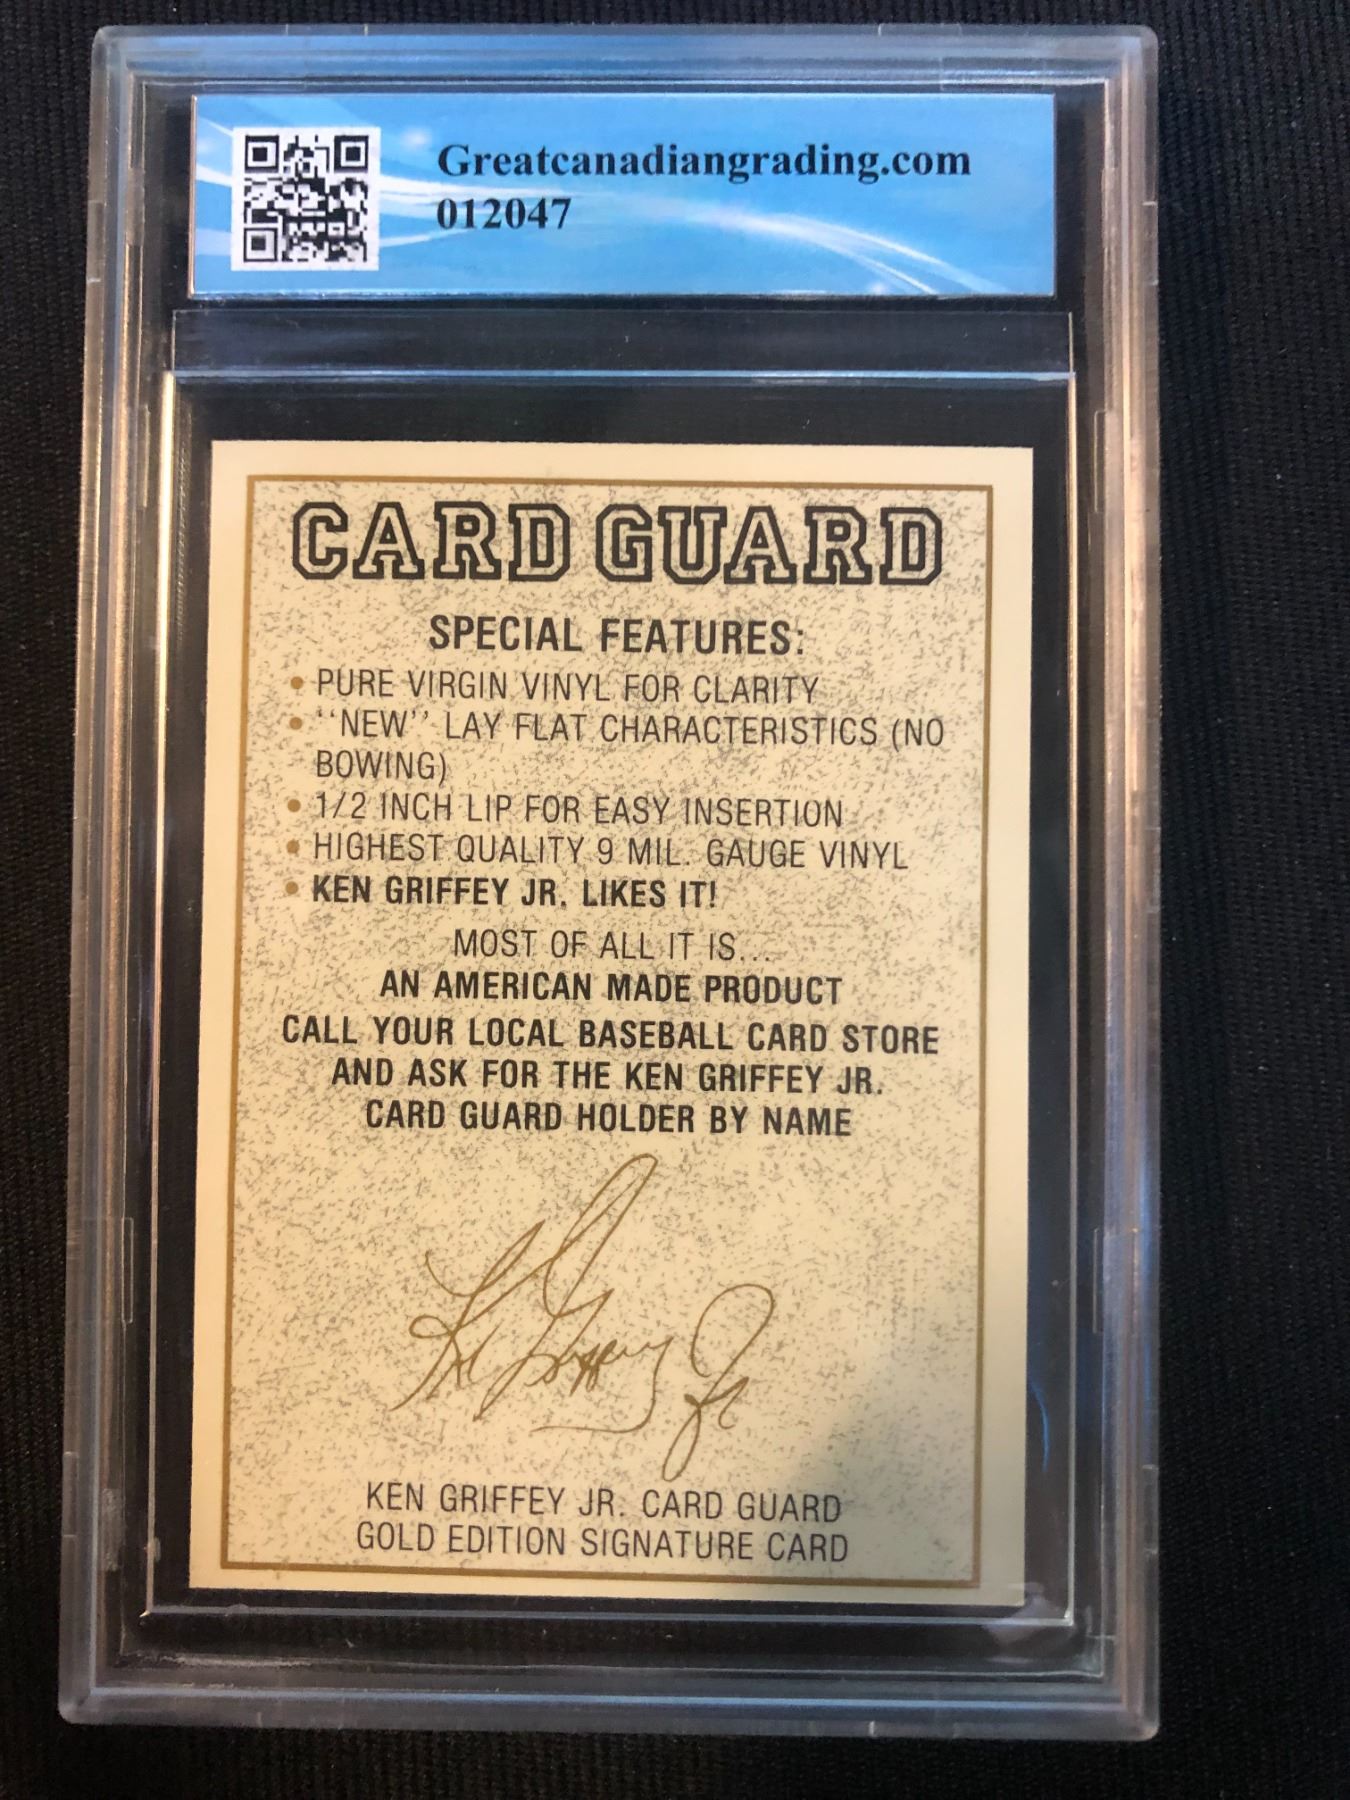 Greatcanadiangrading.com
012047
CARD GUARD
SPECIAL FEATURES:
• PURE VIRGIN VINYL FOR CLARITY
• ‘‘NEW’’ LAY FLAT CHARACTERISTICS (NO
BOWING)
• 1/2 INCH LIP FOR EASY INSERTION
• HIGHEST QUALITY 9 MIL. GAUGE VINYL
• KEN GRIFFEY JR. LIKES IT!
MOST OF ALL IT IS...
AN AMERICAN MADE PRODUCT
CALL YOUR LOCAL BASEBALL CARD STORE
AND ASK FOR THE KEN GRIFFEY JR.
CARD GUARD HOLDER BY NAME
Ken Griffey Jr
KEN GRIFFEY JR. CARD GUARD
GOLD EDITION SIGNATURE CARD